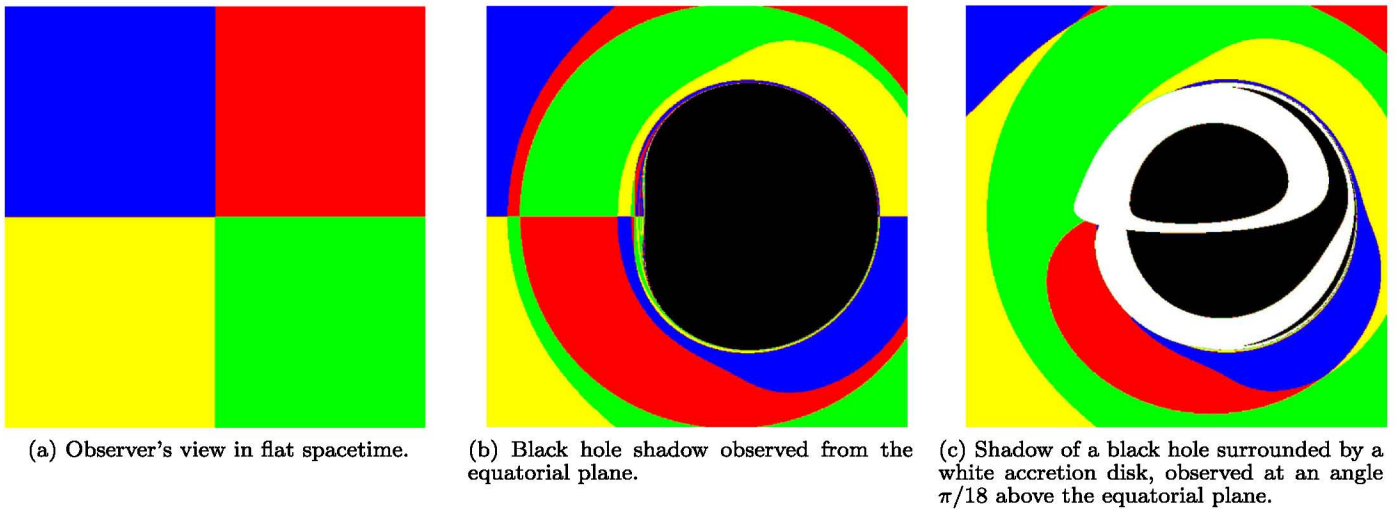 (a) Observer's view in flat spacetime.
(b) Black hole shadow observed from the
equatorial plane.
(c) Shadow of a black hole surrounded by a
white accretion disk, observed at an angle
π/18 above the equatorial plane.